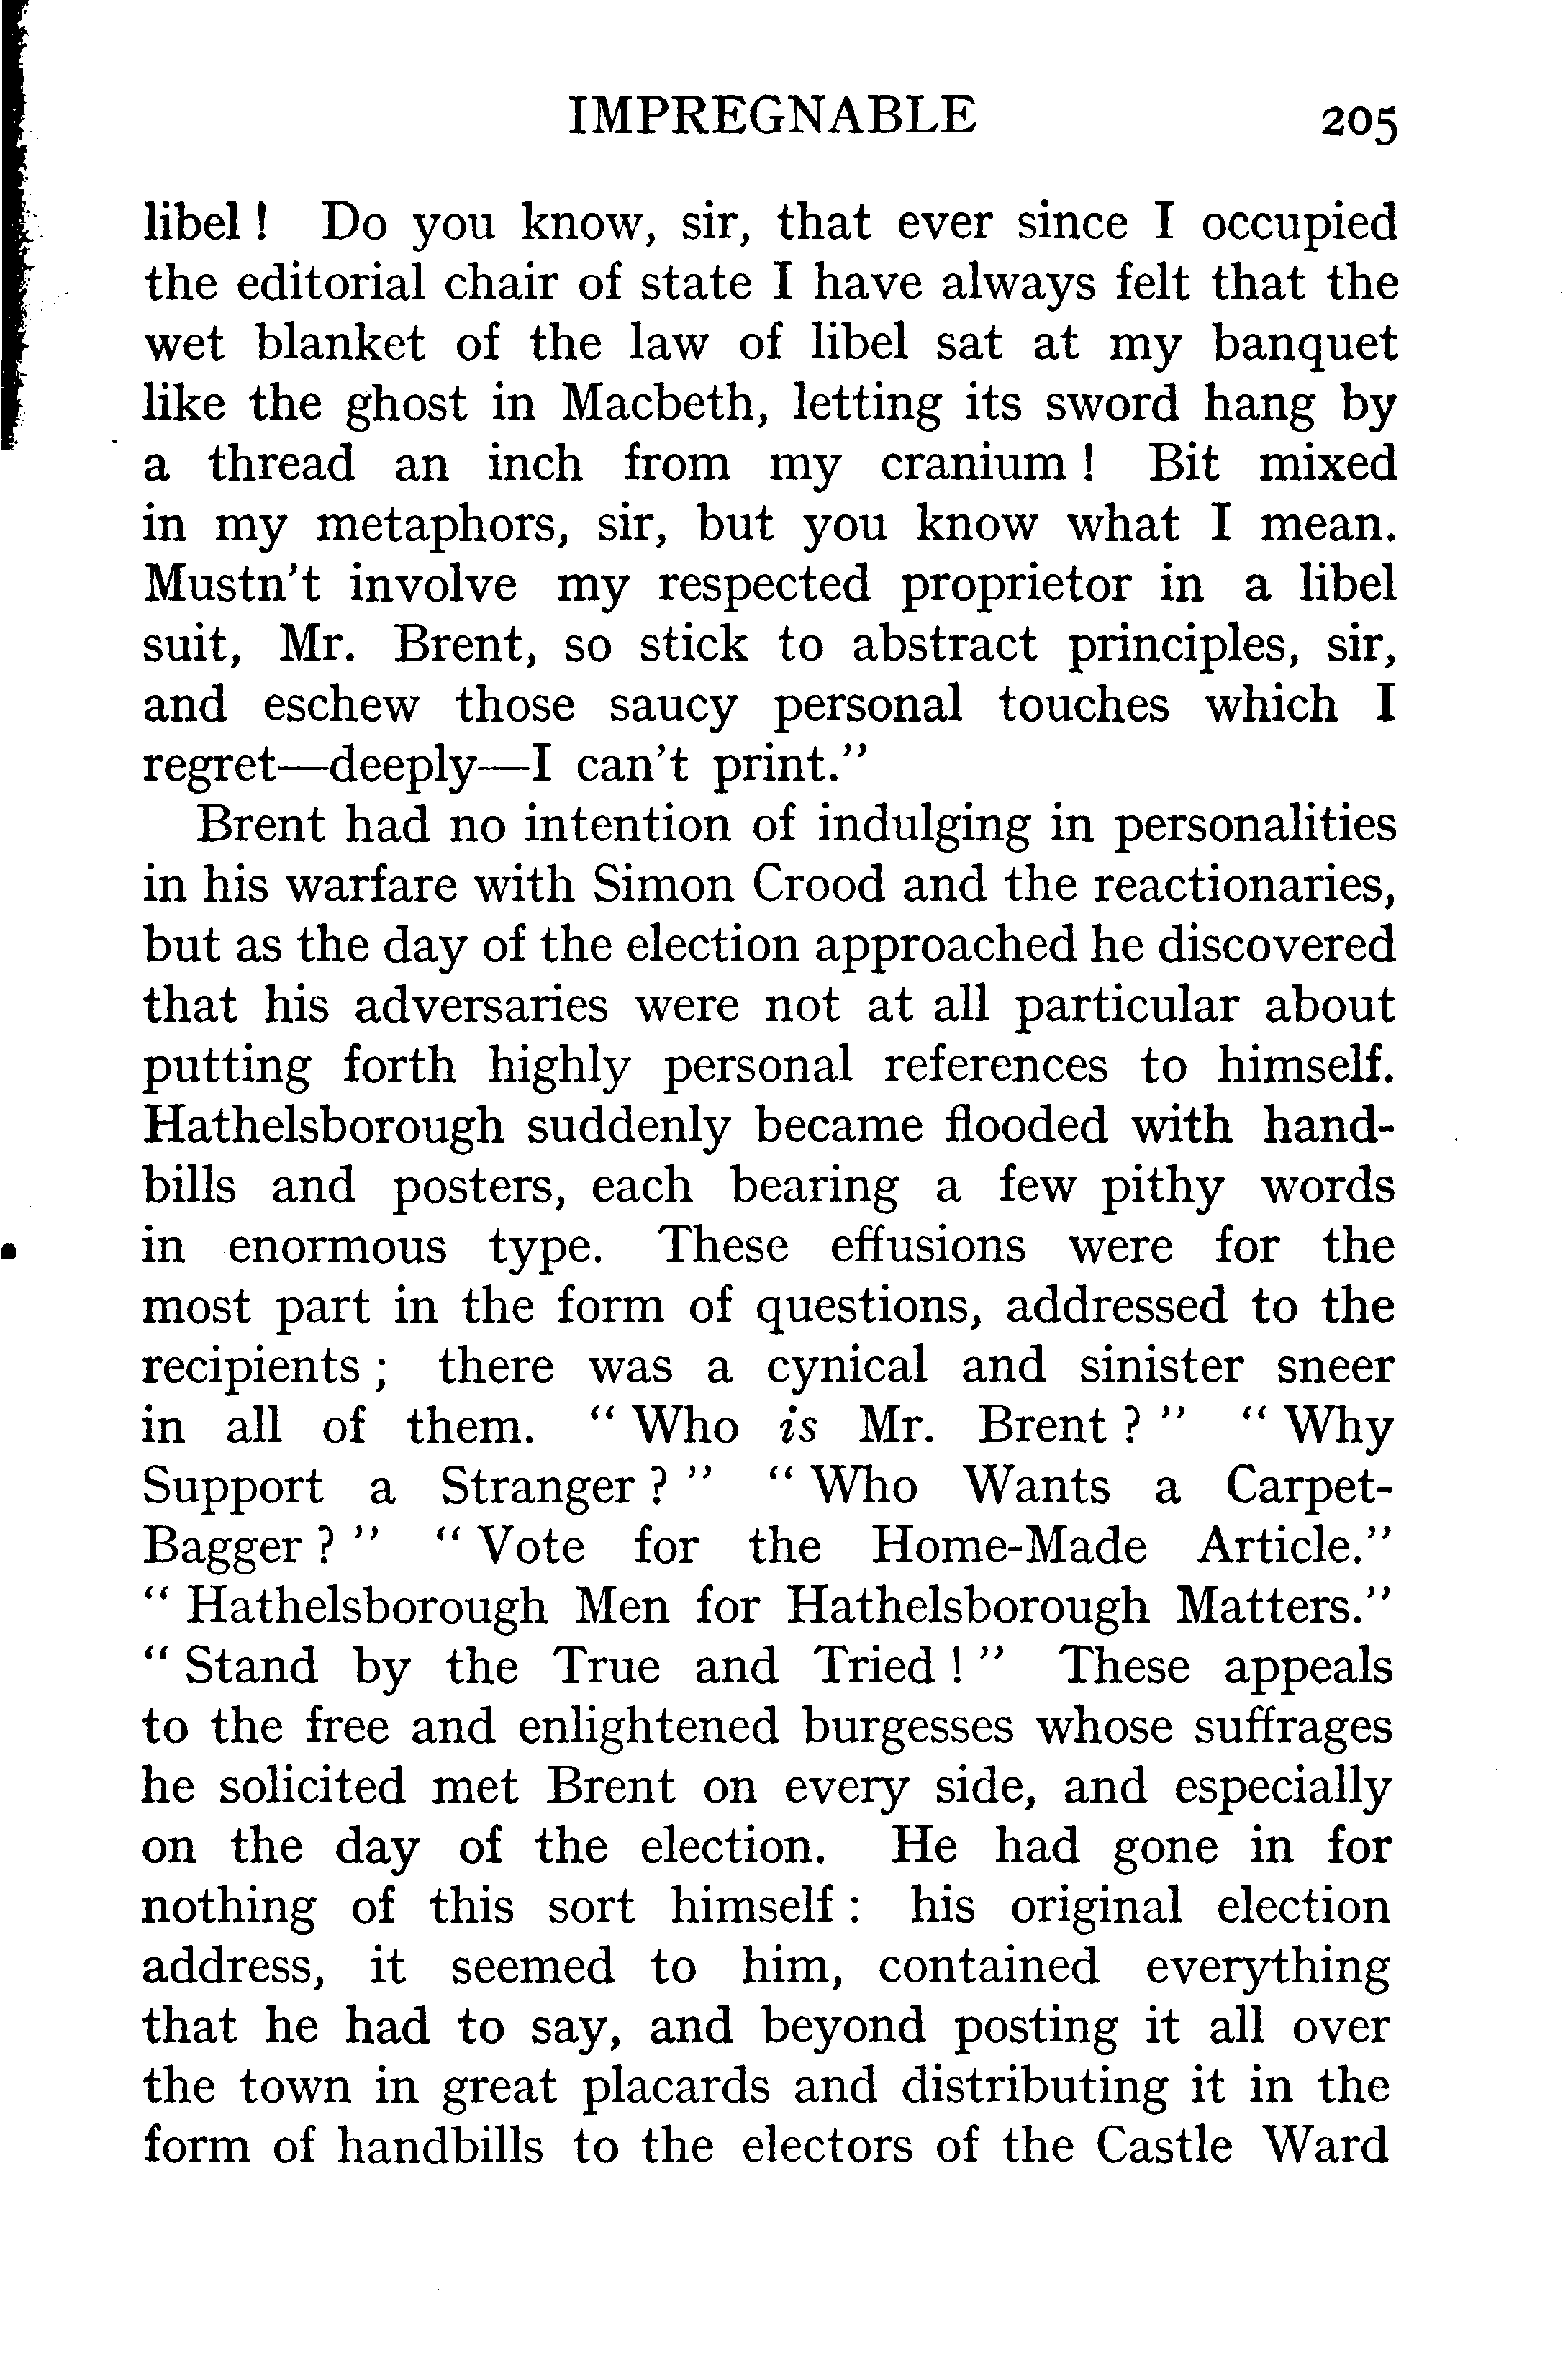 IMPREGNABLE 205
libel ! Do you know, sir, that ever since I occupied
the editorial chair of state I have always felt that the
wet blanket of the law of libel sat at my banquet
like the ghost in Macbeth, letting its sword hang by
a thread an inch from my cranium ! Bit mixed
in my metaphors, sir, but you know what I mean.
Mustn't involve my respected proprietor in a libel
suit, Mr. Brent, so stick to abstract principles, sir,
and eschew those saucy personal touches which I
regret—deeply—I can't print."
Brent had no intention of indulging in personalities
in his warfare with Simon Crood and the reactionaries,
but as the day of the election approached he discovered
that his adversaries were not at all particular about
putting forth highly personal references to himself.
Hathelsborough suddenly became flooded with hand-
bills and posters, each bearing a few pithy words
in enormous type. These effusions were for the
most part in the form of questions, addressed to the
recipients ; there was a cynical and sinister sneer
in all of them. " Who is Mr. Brent ? " " Why
Support a Stranger ? " " Who Wants a Carpet-
Bagger ? " " Vote for the Home-Made Article."
" Hathelsborough Men for Hathelsborough Matters."
" Stand by the True and Tried ! " These appeals
to the free and enlightened burgesses whose suffrages
he solicited met Brent on every side, and especially
on the day of the election. He had gone in for
nothing of this sort himself : his original election
address, it seemed to him, contained everything
that he had to say, and beyond posting it all over
the town in great placards and distributing it in the
form of handbills to the electors of the Castle Ward